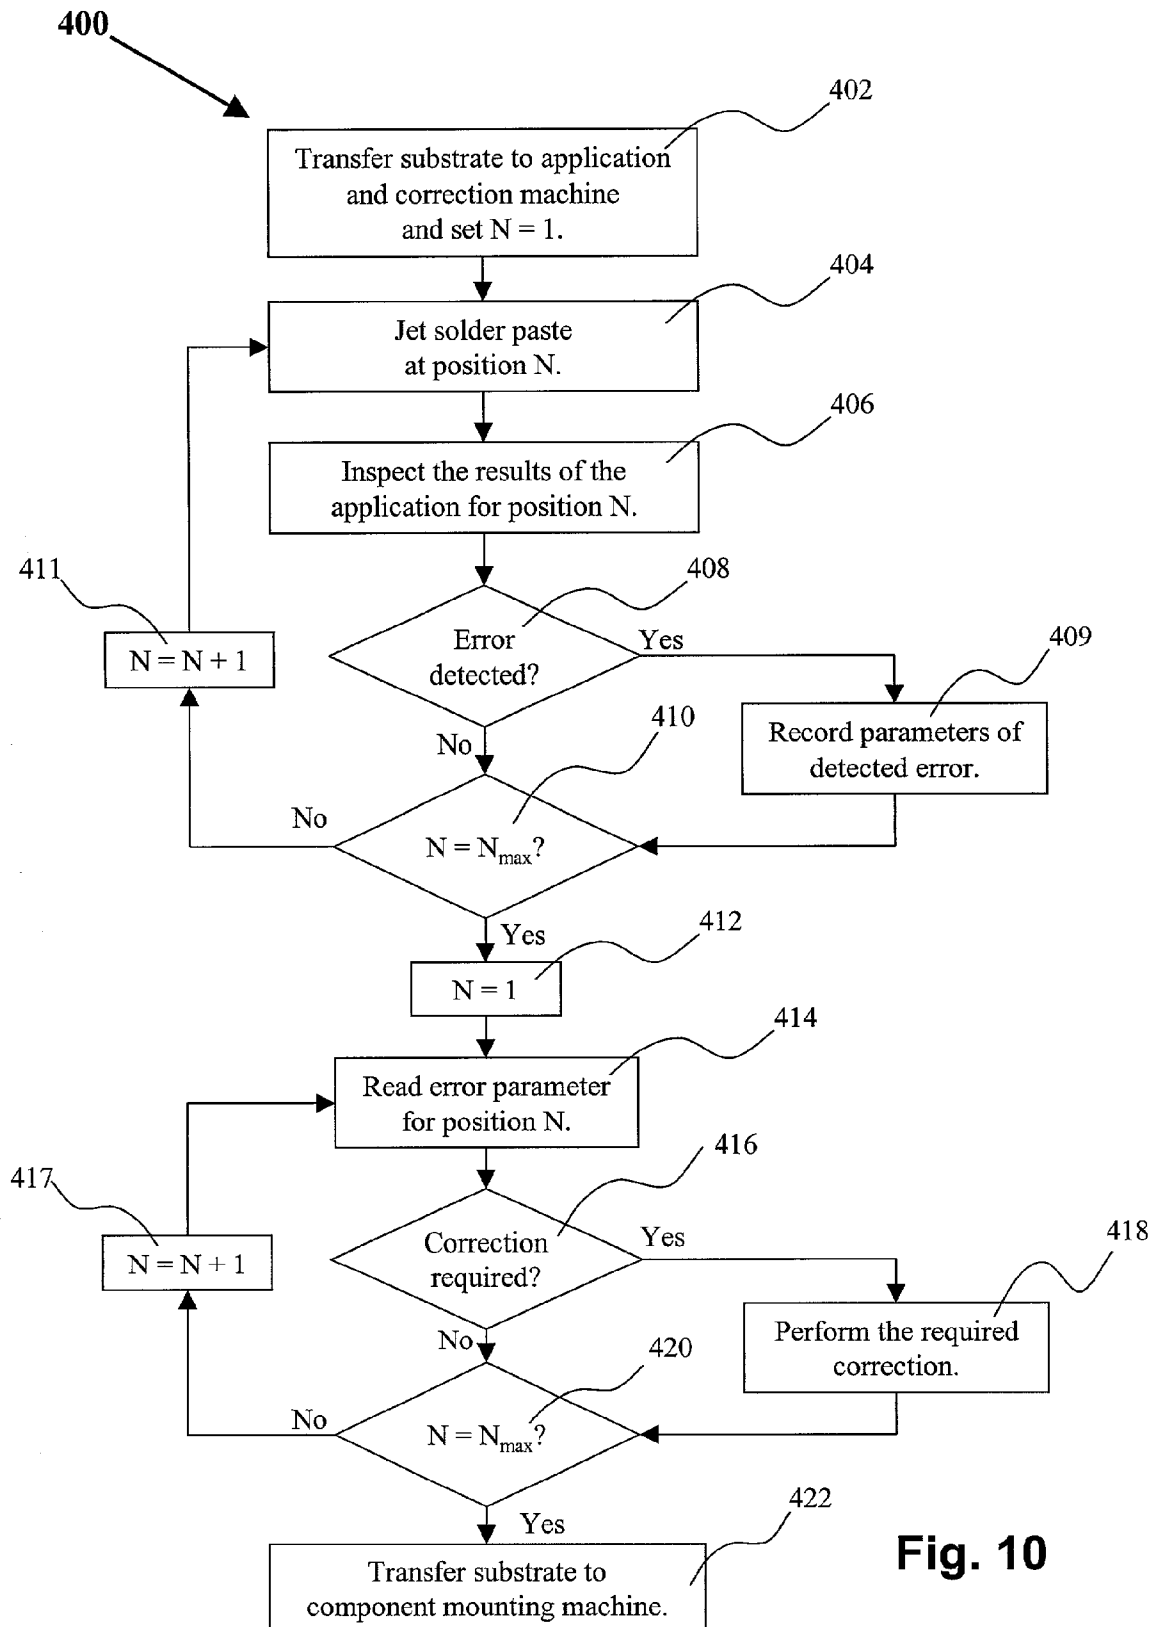 400
402
Transfer substrate to application
and correction machine
and set N = 1.
404
Jet solder paste
at position N.
406
Inspect the results of the
application for position N.
411
N = N + 1
408
Error
detected?
Yes
409
Record parameters of
detected error.
No
410
N = Nmax?
No
Yes
412
N = 1
414
Read error parameter
for position N.
416
417
N = N + 1
Correction
required?
Yes
418
Perform the required
correction.
No
420
N = Nmax?
No
Yes
422
Transfer substrate to
component mounting machine.
Fig. 10